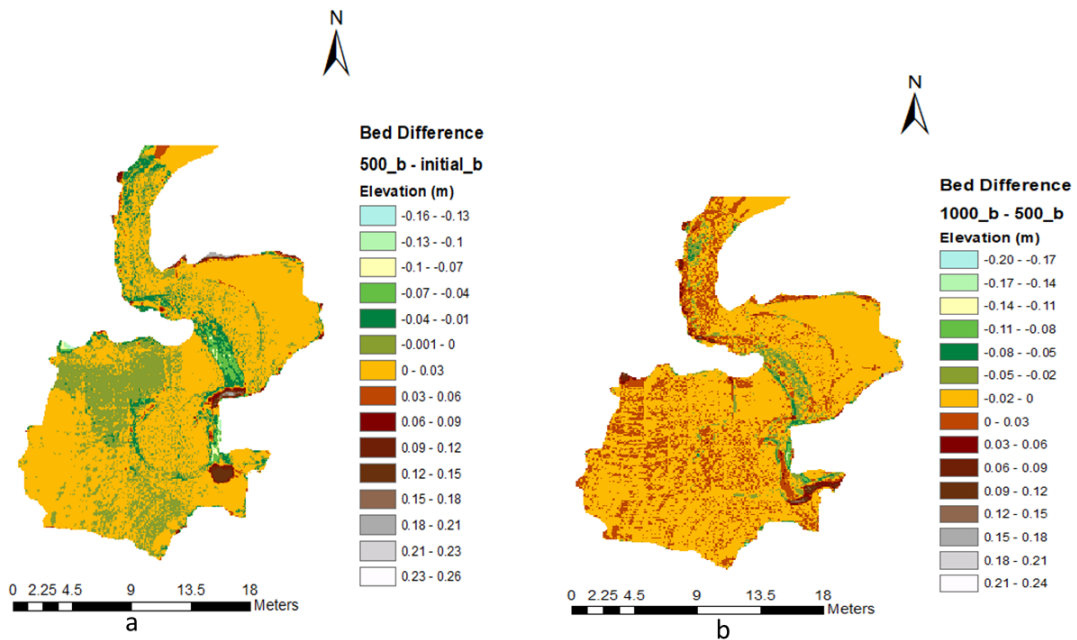 N
Bed Difference
500_b - initial_b
Elevation (m)
-0.16 - -0.13
-0.13 - -0.1
-0.1 - -0.07
-0.07 - -0.04
-0.04 - -0.01
-0.001 - 0
0 - 0.03
0.03 - 0.06
0.06 - 0.09
0.09 - 0.12
0.12 - 0.15
0.15 - 0.18
0.18 - 0.21
0.21 - 0.23
0.23 - 0.26
0 2.25 4.5 9 13.5 18
Meters
a
N
Bed Difference
1000_b - 500_b
Elevation (m)
-0.20 - -0.17
-0.17 - -0.14
-0.14 - -0.11
-0.11 - -0.08
-0.08 - -0.05
-0.05 - -0.02
-0.02 - 0
0 - 0.03
0.03 - 0.06
0.06 - 0.09
0.09 - 0.12
0.12 - 0.15
0.15 - 0.18
0.18 - 0.21
0.21 - 0.24
0 2.25 4.5 9 13.5 18
Meters
b